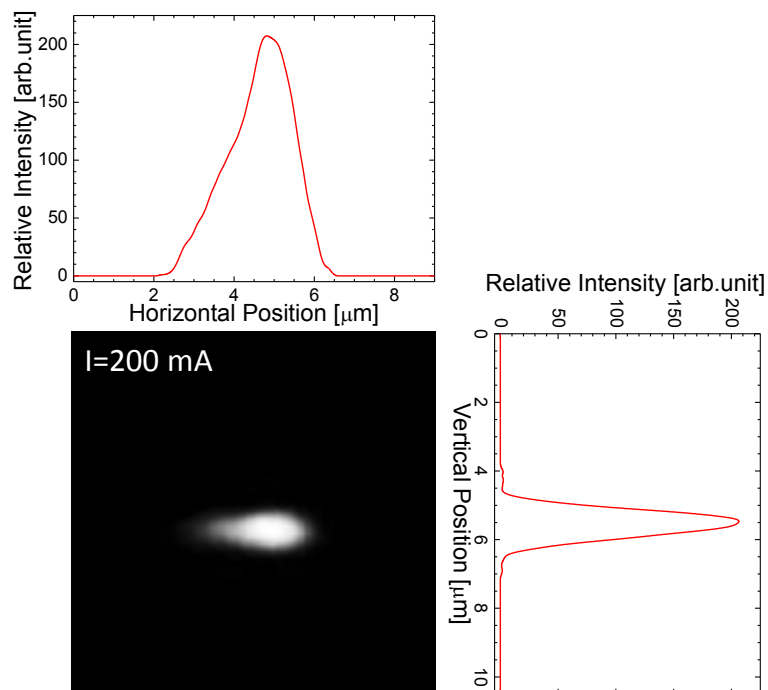 Relative Intensity [arb.unit]
200
150
100
50
0
0 2 4 6 8
Horizontal Position [μm]
I=200 mA
Relative Intensity [arb.unit]
0 50 100 150 200
Vertical Position [μm]
0
2
4
6
8
10